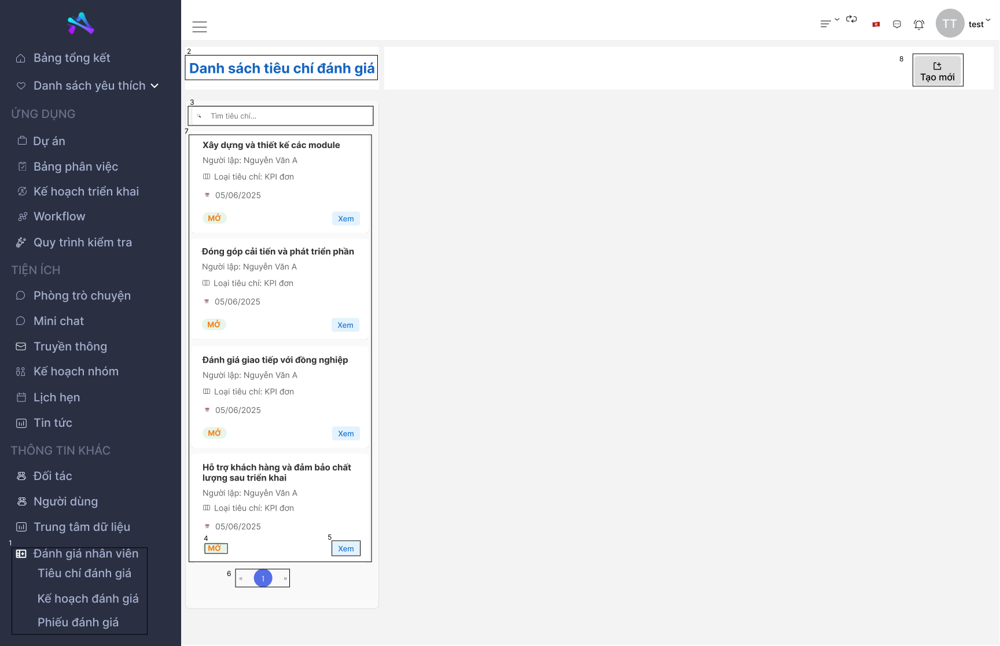 Bảng tổng kết
Danh sách yêu thích
ỨNG DỤNG
Dự án
Bảng phân việc
Kế hoạch triển khai
Workflow
Quy trình kiểm tra
TIỆN ÍCH
Phòng trò chuyện
Mini chat
Truyền thông
Kế hoạch nhóm
Lịch hẹn
Tin tức
THÔNG TIN KHÁC
Đối tác
Người dùng
Trung tâm dữ liệu
1
Đánh giá nhân viên
Tiêu chí đánh giá
Kế hoạch đánh giá
Phiếu đánh giá
TT test
2
Danh sách tiêu chí đánh giá
8
Tạo mới
3
Tìm tiêu chí...
7
Xây dựng và thiết kế các module
Người lập: Nguyễn Văn A
Loại tiêu chí: KPI đơn
05/06/2025
MỞ Xem
Đóng góp cải tiến và phát triển phần
Người lập: Nguyễn Văn A
Loại tiêu chí: KPI đơn
05/06/2025
MỞ Xem
Đánh giá giao tiếp với đồng nghiệp
Người lập: Nguyễn Văn A
Loại tiêu chí: KPI đơn
05/06/2025
MỞ Xem
Hỗ trợ khách hàng và đảm bảo chất
lượng sau triển khai
Người lập: Nguyễn Văn A
Loại tiêu chí: KPI đơn
05/06/2025
4 5
MỞ Xem
6 « 1 »